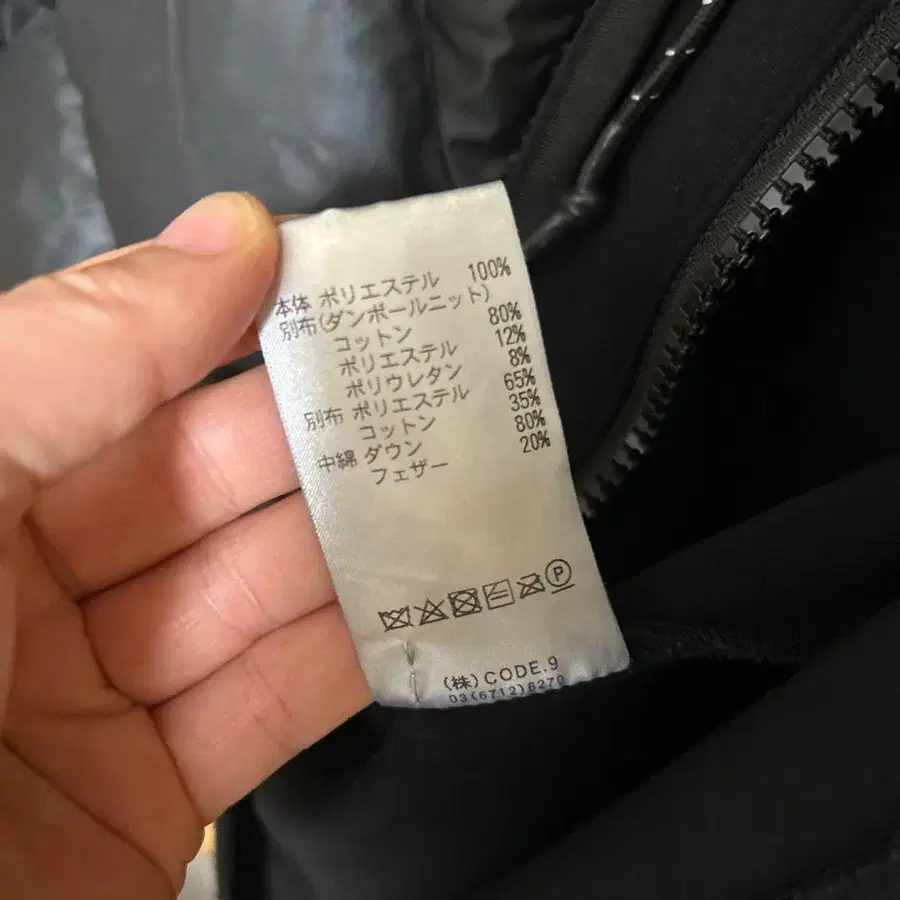 本体 ポリエステル 100%
別布(ダンボールニット)
コットン 80%
ポリエステル 12%
ポリウレタン 8%
別布 ポリエステル 65%
コットン 35%
中綿 ダウン 80%
フェザー 20%
P
(株)CODE.9
03(6712)8270